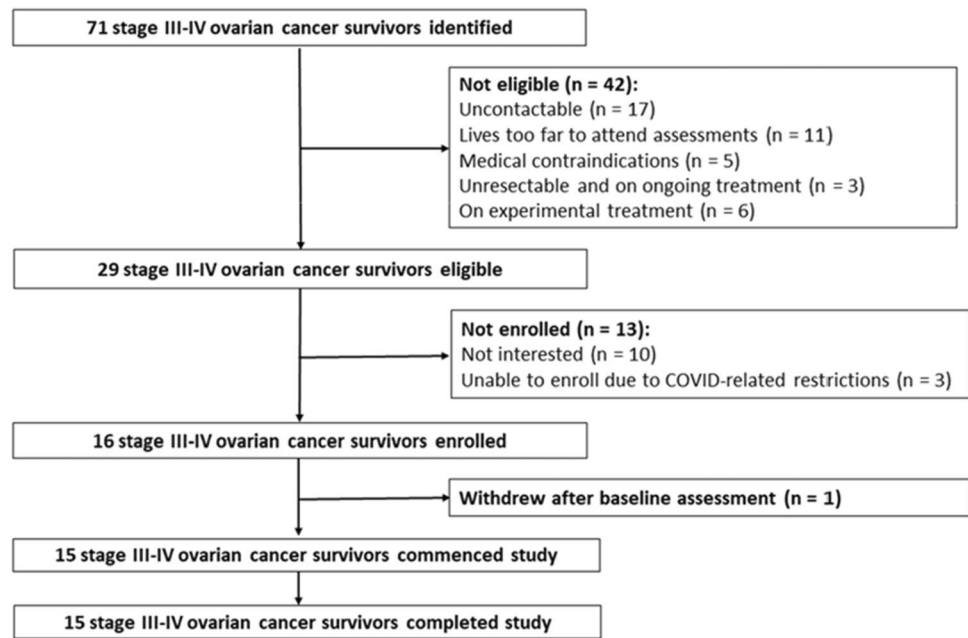 71 stage III-IV ovarian cancer survivors identified
Not eligible (n = 42):
Uncontactable (n = 17)
Lives too far to attend assessments (n = 11)
Medical contraindications (n = 5)
Unresectable and on ongoing treatment (n = 3)
On experimental treatment (n = 6)
29 stage III-IV ovarian cancer survivors eligible
Not enrolled (n = 13):
Not interested (n = 10)
Unable to enroll due to COVID-related restrictions (n = 3)
16 stage III-IV ovarian cancer survivors enrolled
Withdrew after baseline assessment (n = 1)
15 stage III-IV ovarian cancer survivors commenced study
15 stage III-IV ovarian cancer survivors completed study